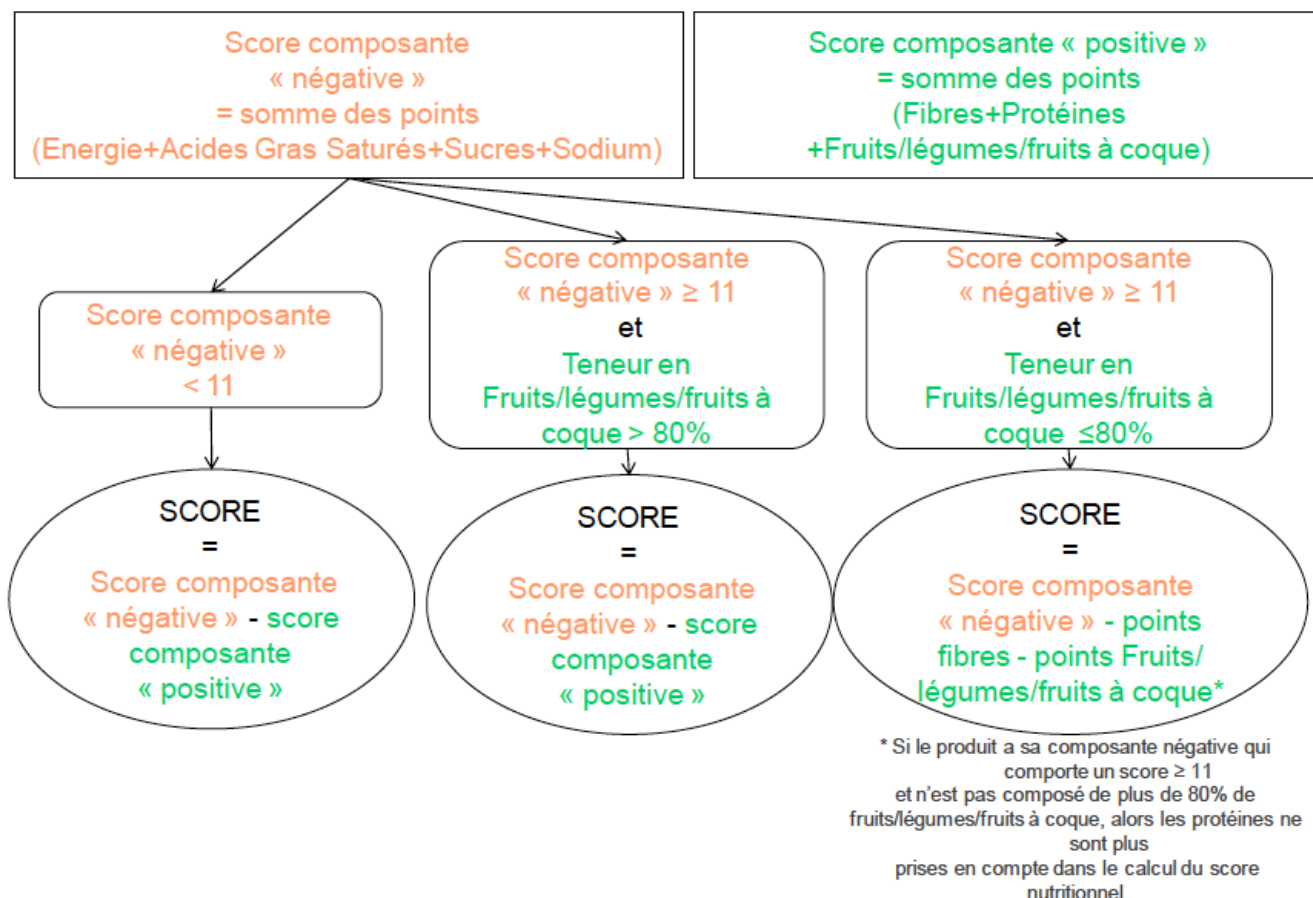 Score composante
« négative »
= somme des points
(Energie+Acides Gras Saturés+Sucres+Sodium)
Score composante « positive »
= somme des points
(Fibres+Protéines
+Fruits/légumes/fruits à coque)
Score composante
« négative »
< 11
Score composante
« négative » ≥ 11
et
Teneur en
Fruits/légumes/fruits à
coque > 80%
Score composante
« négative » ≥ 11
et
Teneur en
Fruits/légumes/fruits à
coque ≤80%
SCORE
=
Score composante
« négative » - score
composante
« positive »
SCORE
=
Score composante
« négative » - score
composante
« positive »
SCORE
=
Score composante
« négative » - points
fibres - points Fruits/
légumes/fruits à coque*
* Si le produit a sa composante négative qui
comporte un score ≥ 11
et n'est pas composé de plus de 80% de
fruits/légumes/fruits à coque, alors les protéines ne
sont plus
prises en compte dans le calcul du score
nutritionnel